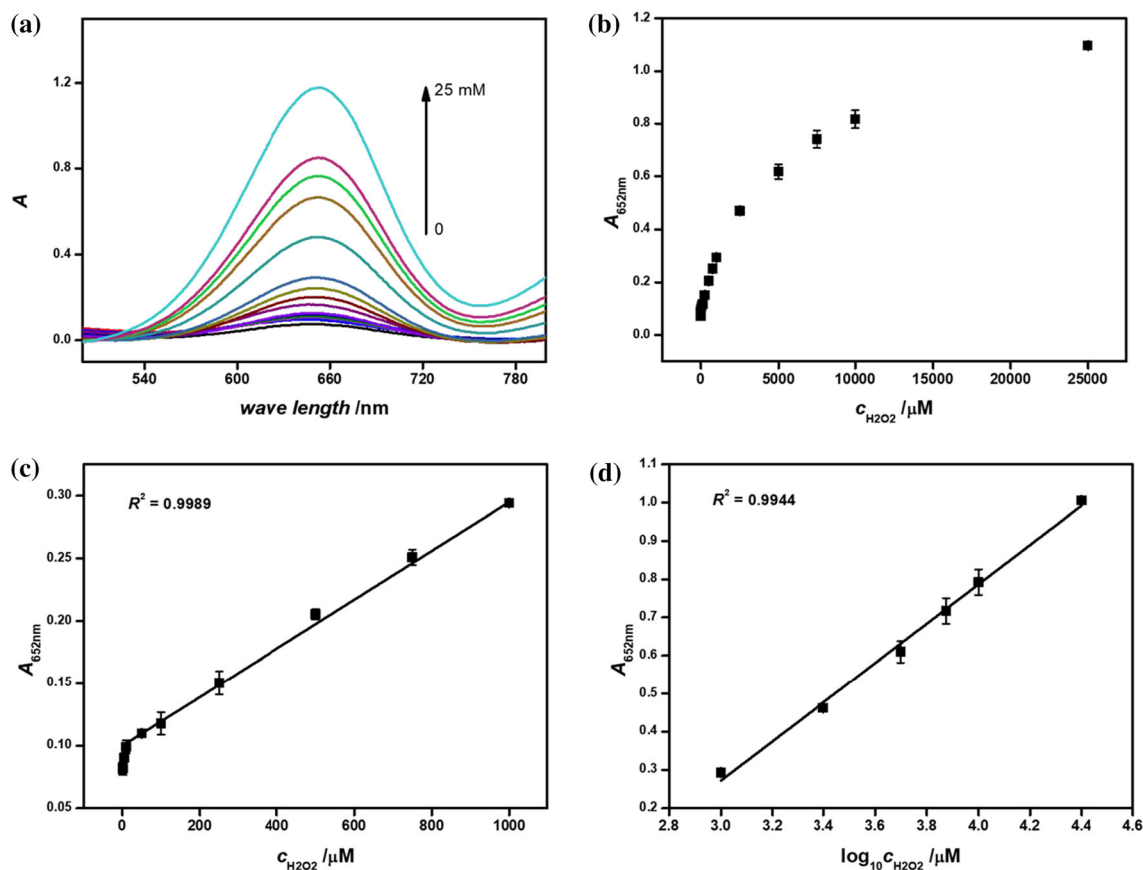 (a)
1.2
0.8
0.4
0.0
A
25 mM
0
540 600 660 720 780
wave length /nm
(b)
1.2
1.0
0.8
0.6
0.4
0.2
0.0
A652nm
0 5000 10000 15000 20000 25000
cH2O2 /μM
(c)
R² = 0.9989
0.30
0.25
0.20
0.15
0.10
0.05
A652nm
0 200 400 600 800 1000
cH2O2 /μM
(d)
R² = 0.9944
1.1
1.0
0.9
0.8
0.7
0.6
0.5
0.4
0.3
0.2
A652nm
2.8 3.0 3.2 3.4 3.6 3.8 4.0 4.2 4.4 4.6
log10cH2O2 /μM